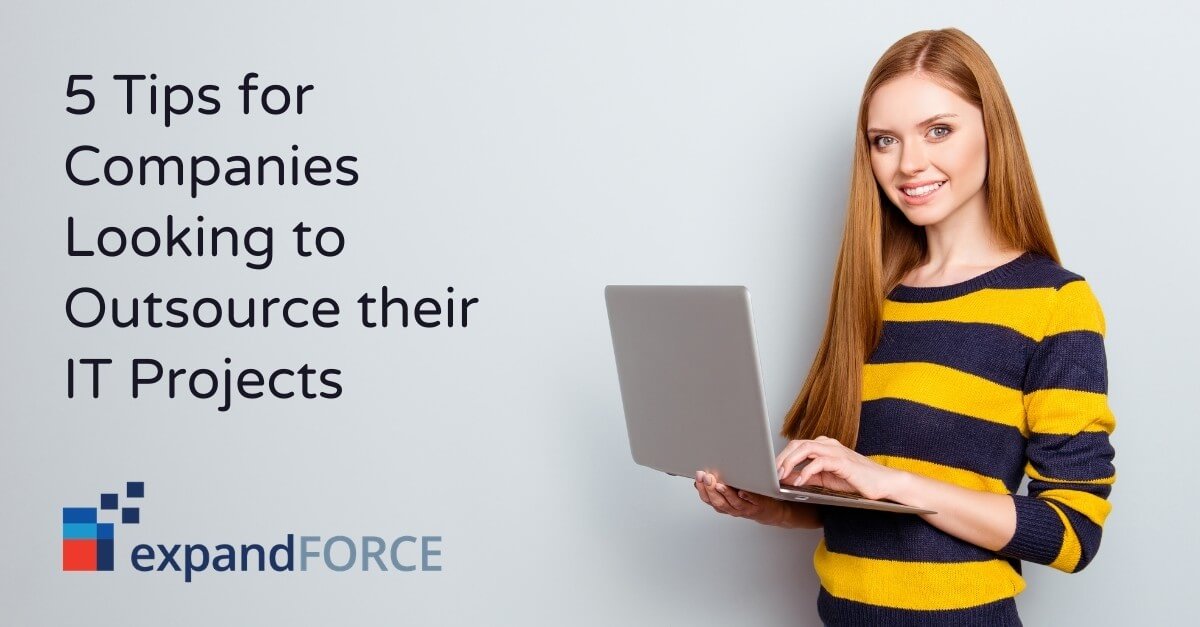 5 Tips for
Companies
Looking to
Outsource their
IT Projects
expandFORCE